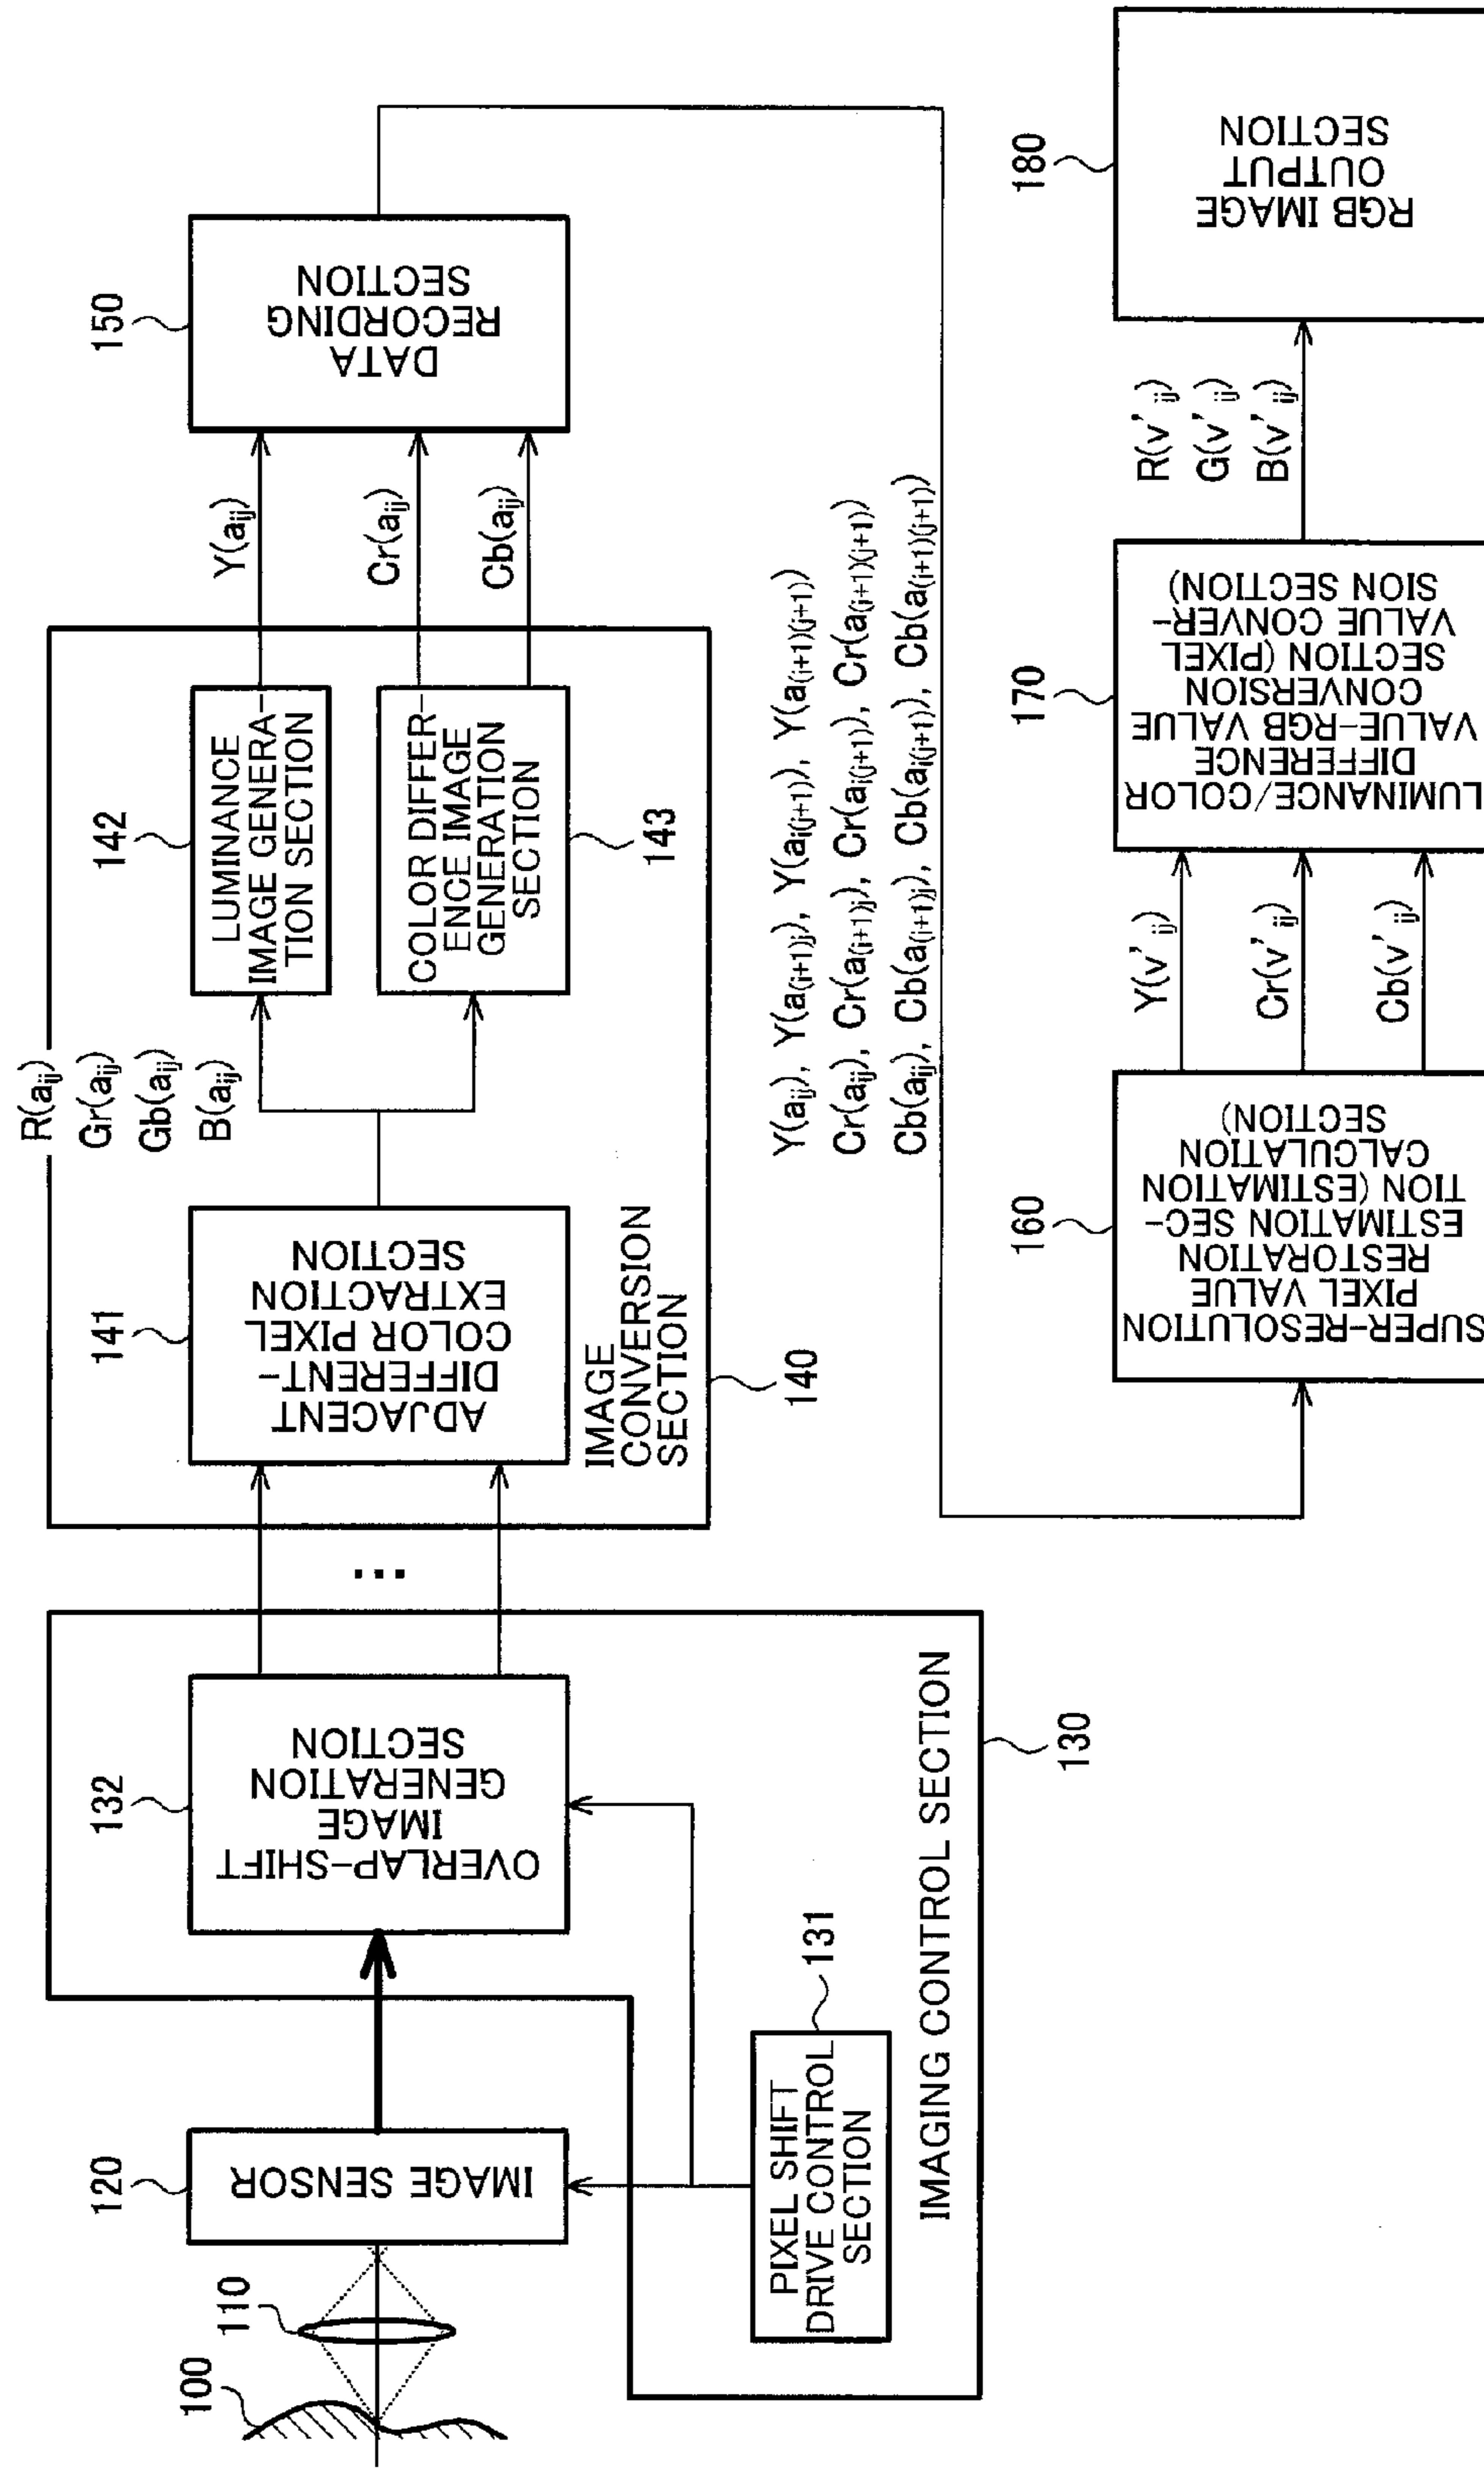 100
110
120
IMAGE SENSOR
PIXEL SHIFT
DRIVE CONTROL
SECTION
131
132
OVERLAP-SHIFT
IMAGE
GENERATION
SECTION
IMAGING CONTROL SECTION
130
...
141
ADJACENT
DIFFERENT-
COLOR PIXEL
EXTRACTION
SECTION
IMAGE
CONVERSION
SECTION
140
R(aij)
Gr(aij)
Gb(aij)
B(aij)
142
LUMINANCE
IMAGE GENERA-
TION SECTION
COLOR DIFFER-
ENCE IMAGE
GENERATION
SECTION
143
Y(aij)
Cr(aij)
Cb(aij)
150
DATA
RECORDING
SECTION
Y(aij), Y(a(i+1)j), Y(ai(j+1)), Y(a(i+1)(j+1))
Cr(aij), Cr(a(i+1)j), Cr(ai(j+1)), Cr(a(i+1)(j+1))
Cb(aij), Cb(a(i+1)j), Cb(ai(j+1)), Cb(a(i+1)(j+1))
160
SUPER-RESOLUTION
PIXEL VALUE
RESTORATION
ESTIMATION SEC-
TION (ESTIMATION
CALCULATION
SECTION)
Y(v'ij)
Cr(v'ij)
Cb(v'ij)
170
LUMINANCE/COLOR
DIFFERENCE
VALUE-RGB VALUE
CONVERSION
SECTION (PIXEL
VALUE CONVER-
SION SECTION)
R(v'ij)
G(v'ij)
B(v'ij)
180
RGB IMAGE
OUTPUT
SECTION